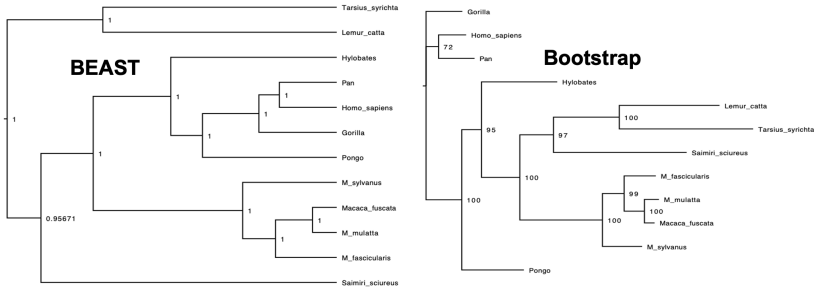 BEAST
Tarsius_syrichta
1
Lemur_catta
Hylobates
1
1
Pan
1
Homo_sapiens
1
Gorilla
1
1
Pongo
0.95671
M_sylvanus
1
Macaca_fuscata
1
M_mulatta
1
M_fascicularis
Saimiri_sciureus
Bootstrap
Gorilla
Homo_sapiens
72
Pan
Hylobates
95
Lemur_catta
100
Tarsius_syrichta
97
Saimiri_sciureus
100
M_fascicularis
99
M_mulatta
100
Macaca_fuscata
100
M_sylvanus
100
Pongo